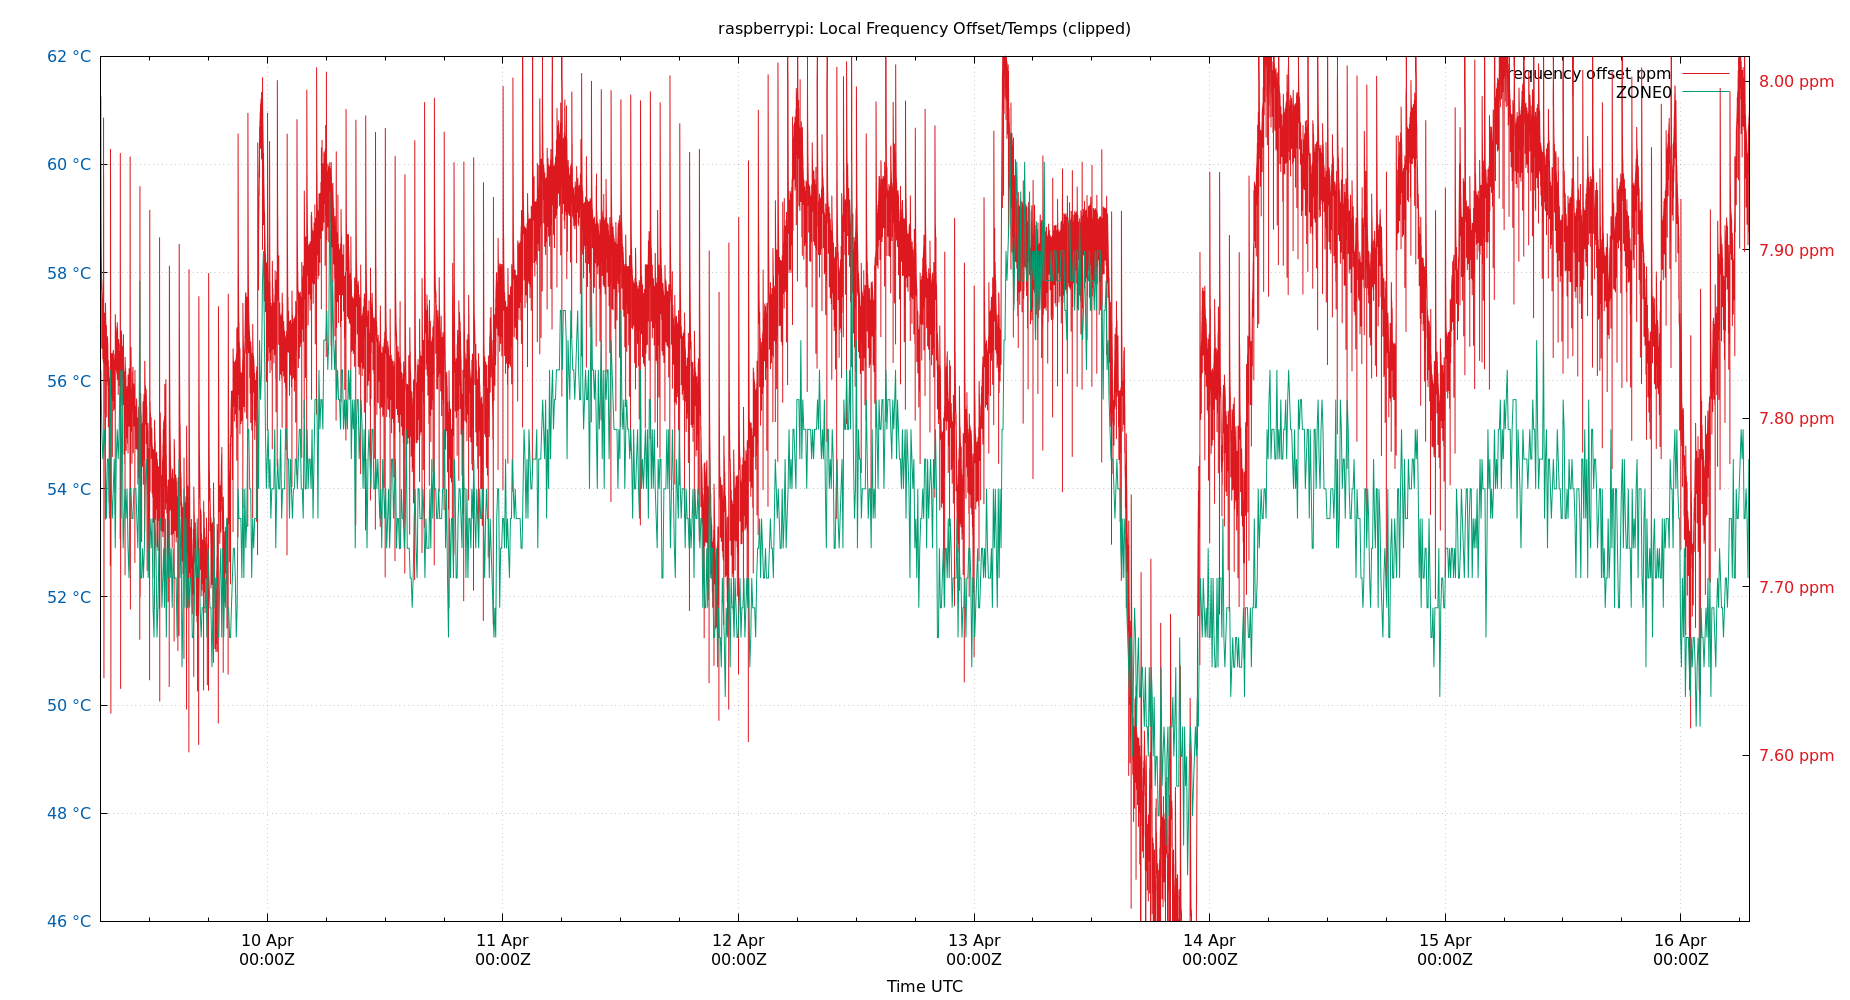 raspberrypi: Local Frequency Offset/Temps (clipped)
62 °C
60 °C
58 °C
56 °C
54 °C
52 °C
50 °C
48 °C
46 °C
requency offset ppm
ZONE0
8.00 ppm
7.90 ppm
7.80 ppm
7.70 ppm
7.60 ppm
10 Apr
00:00Z
11 Apr
00:00Z
12 Apr
00:00Z
13 Apr
00:00Z
14 Apr
00:00Z
15 Apr
00:00Z
16 Apr
00:00Z
Time UTC